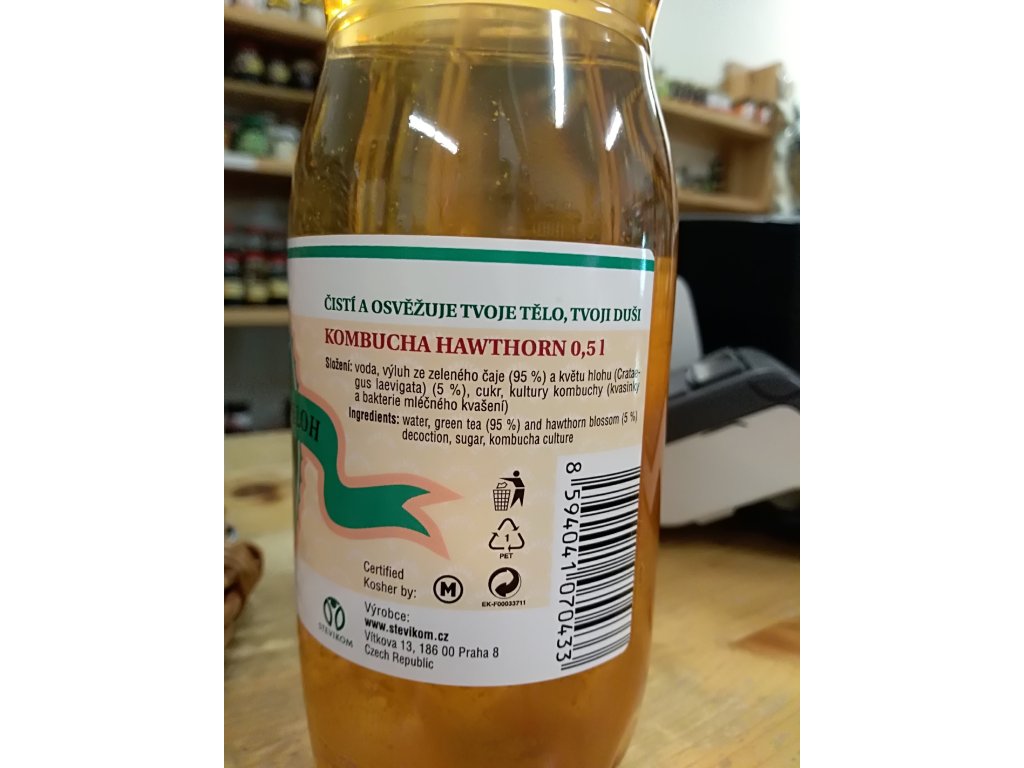 ČISTÍ A OSVĚŽUJE TVOJE TĚLO, TVOJI DUŠI
KOMBUCHA HAWTHORN 0,5 l
Složení: voda, výluh ze zeleného čaje (95 %) a květu hlohu (Cratae-
gus laevigata) (5 %), cukr, kultury kombuchy (kvasinky
a bakterie mléčného kvašení)
Ingredients: water, green tea (95 %) and hawthorn blossom (5 %)
decoction, sugar, kombucha culture
LOH
1
PET
Certified
Kosher by:
M
EK-F00033711
STEVIKOM
Výrobce:
www.stevikom.cz
Vítkova 13, 186 00 Praha 8
Czech Republic
8 594041 070433